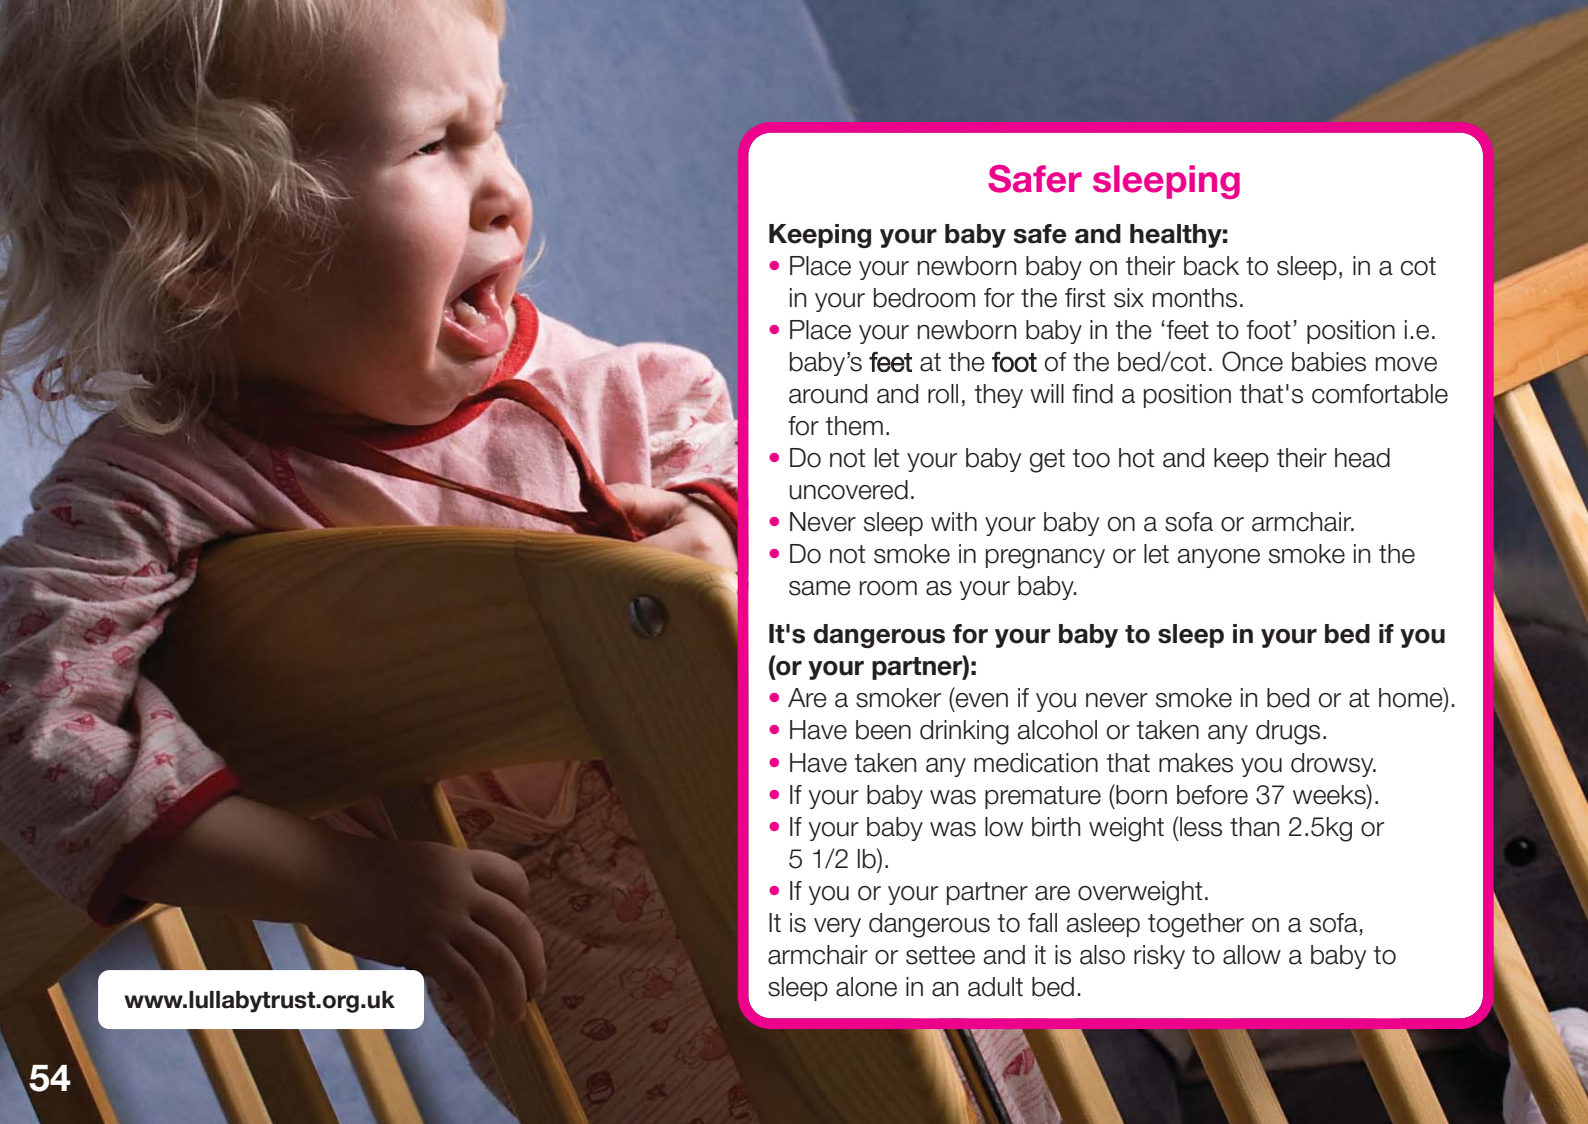 Safer sleeping
Keeping your baby safe and healthy:
• Place your newborn baby on their back to sleep, in a cot
in your bedroom for the first six months.
• Place your newborn baby in the ‘feet to foot’ position i.e.
baby’s feet at the foot of the bed/cot. Once babies move
around and roll, they will find a position that's comfortable
for them.
• Do not let your baby get too hot and keep their head
uncovered.
• Never sleep with your baby on a sofa or armchair.
• Do not smoke in pregnancy or let anyone smoke in the
same room as your baby.
It's dangerous for your baby to sleep in your bed if you
(or your partner):
• Are a smoker (even if you never smoke in bed or at home).
• Have been drinking alcohol or taken any drugs.
• Have taken any medication that makes you drowsy.
• If your baby was premature (born before 37 weeks).
• If your baby was low birth weight (less than 2.5kg or
5 1/2 lb).
• If you or your partner are overweight.
It is very dangerous to fall asleep together on a sofa,
armchair or settee and it is also risky to allow a baby to
sleep alone in an adult bed.
www.lullabytrust.org.uk
54